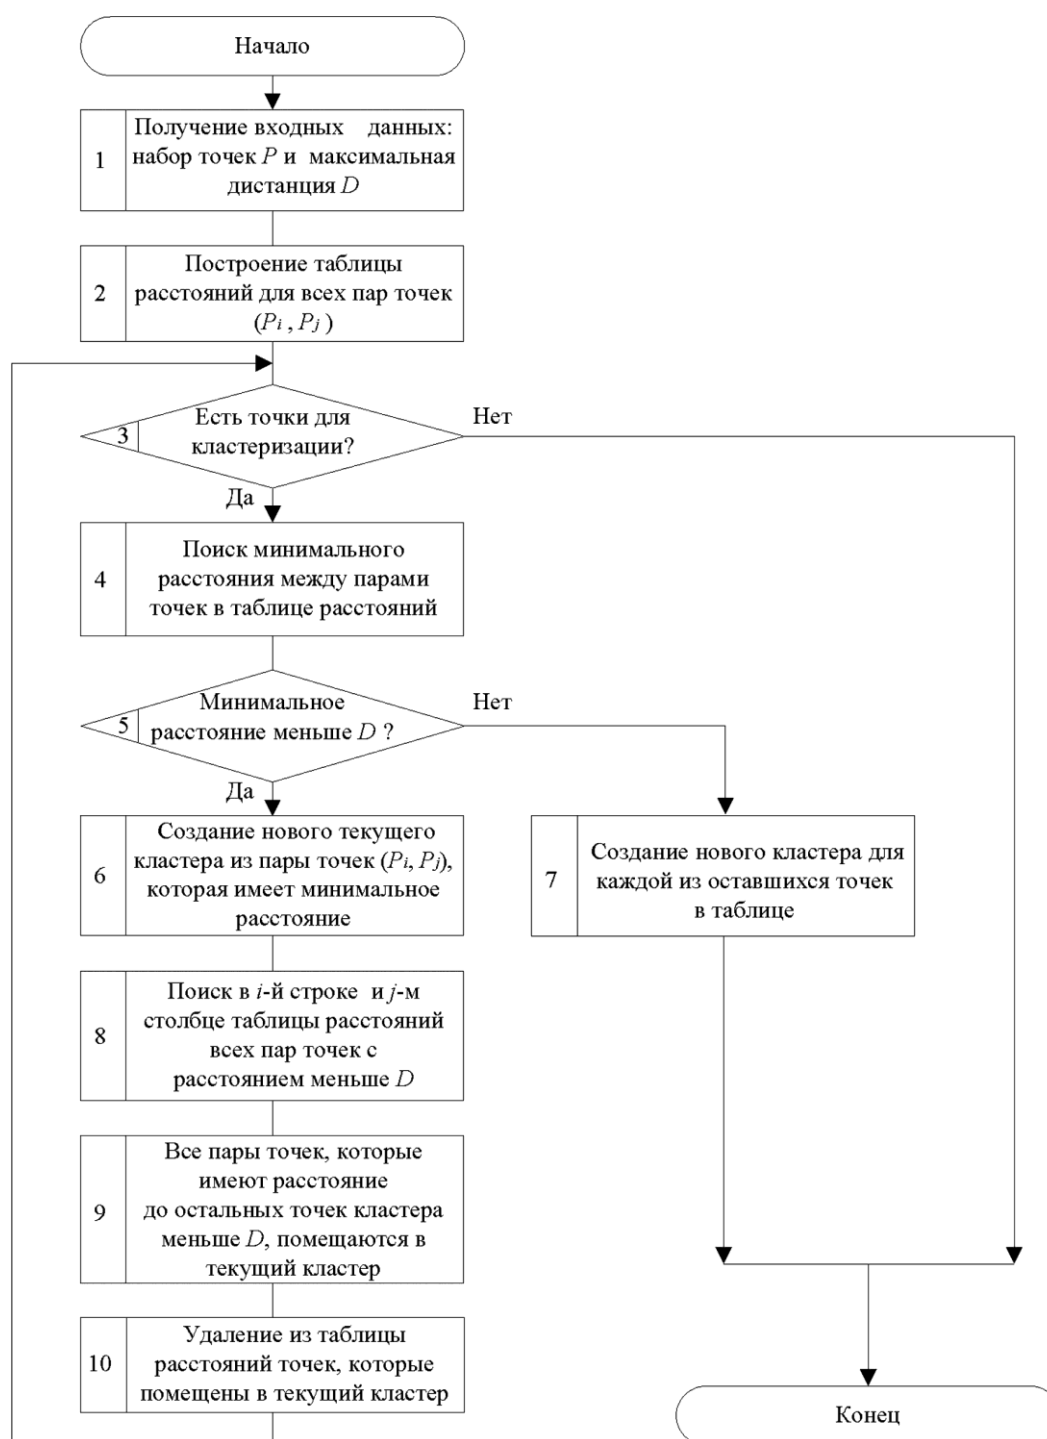 Начало
1
Получение входных данных:
набор точек P и максимальная
дистанция D
2
Построение таблицы
расстояний для всех пар точек
(Pi , Pj )
3
Есть точки для
кластеризации?
Нет
Да
4
Поиск минимального
расстояния между парами
точек в таблице расстояний
5
Минимальное
расстояние меньше D ?
Нет
Да
6
Создание нового текущего
кластера из пары точек (Pi, Pj),
которая имеет минимальное
расстояние
7
Создание нового кластера для
каждой из оставшихся точек
в таблице
8
Поиск в i-й строке и j-м
столбце таблицы расстояний
всех пар точек с
расстоянием меньше D
9
Все пары точек, которые
имеют расстояние
до остальных точек кластера
меньше D, помещаются в
текущий кластер
10
Удаление из таблицы
расстояний точек, которые
помещены в текущий кластер
Конец